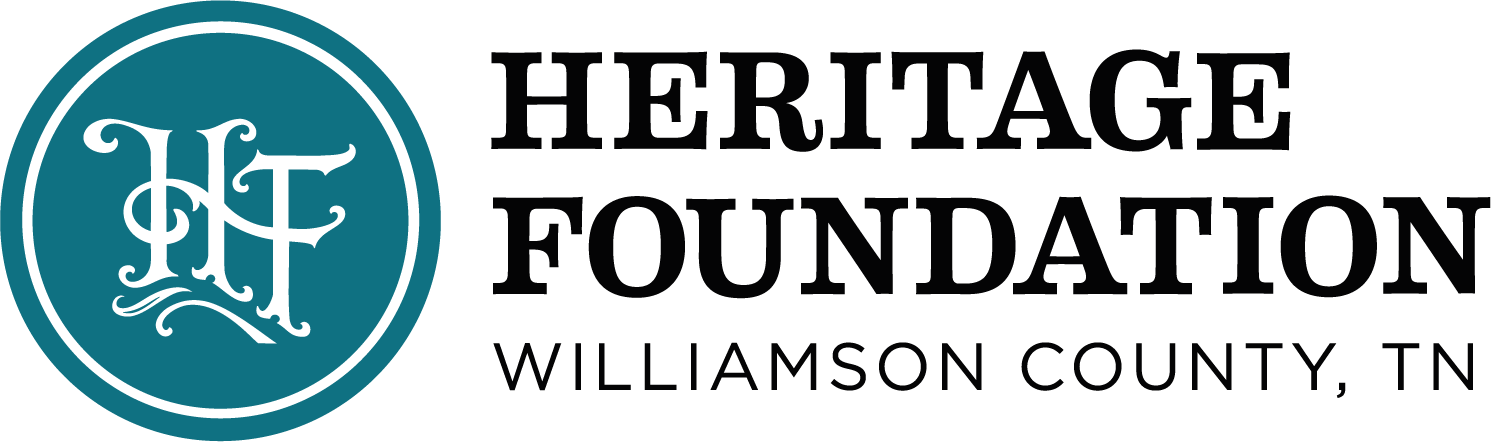 HF
HERITAGE
FOUNDATION
WILLIAMSON COUNTY, TN